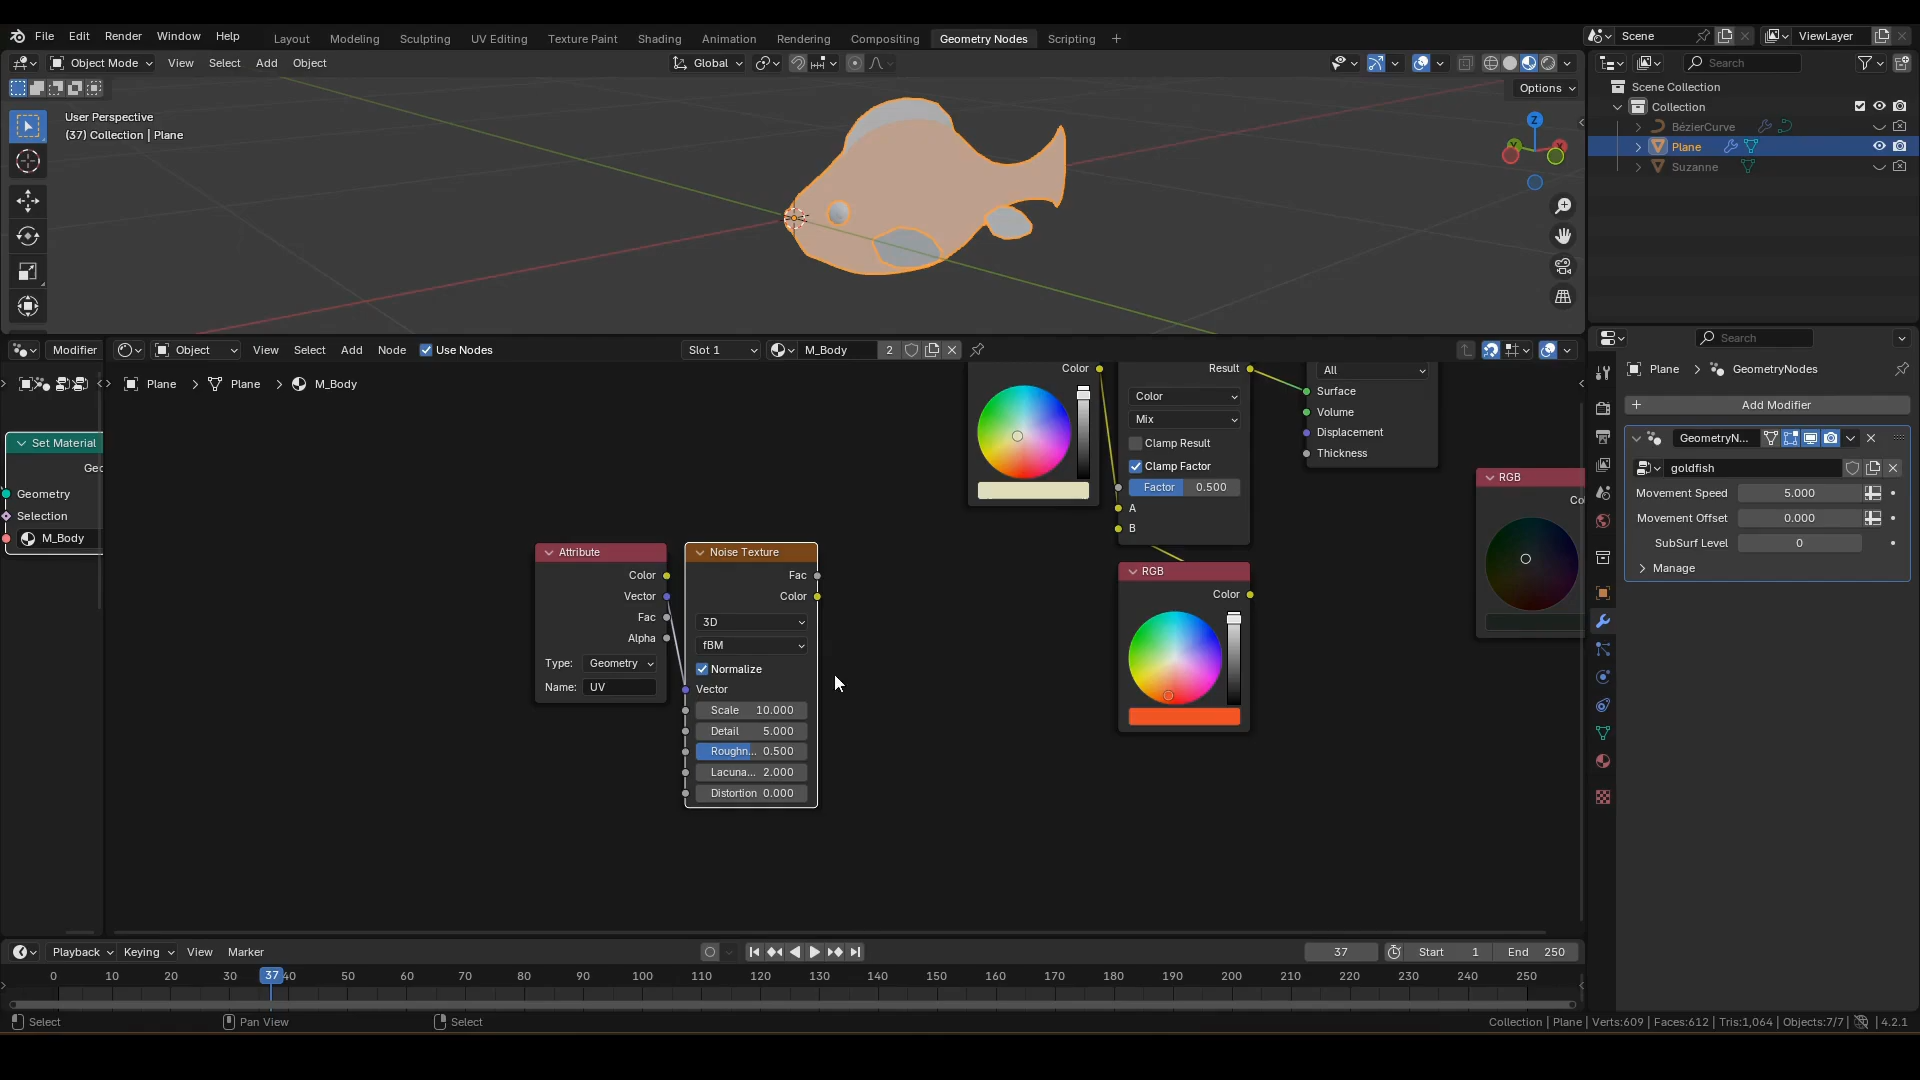 File Edit Render Window Help Layout Modeling Sculpting UV Editing Texture Paint Shading Animation Rendering Compositing Geometry Nodes Scripting + Scene ViewLayer
Object Mode View Select Add Object Global Search
Options
User Perspective
(37) Collection | Plane
Z
Scene Collection
Collection
BézierCurve
Plane
Suzanne
Modifier Object View Select Add Node Use Nodes Slot 1 M_Body 2 Search
Plane > Plane > M_Body
Plane > GeometryNodes
+ Add Modifier
GeometryN...
goldfish
Movement Speed 5.000
Movement Offset 0.000
SubSurf Level 0
Manage
Set Material
Geo
Geometry
Selection
M_Body
Attribute
Color
Vector
Fac
Alpha
Type: Geometry
Name: UV
Noise Texture
Fac
Color
3D
fBM
Normalize
Vector
Scale 10.000
Detail 5.000
Roughn... 0.500
Lacuna... 2.000
Distortion 0.000
Color
Result
Color
Mix
Clamp Result
Clamp Factor
Factor 0.500
A
B
All
Surface
Volume
Displacement
Thickness
RGB
Color
RGB
Playback Keying View Marker 37 Start 1 End 250
0 10 20 30 37 40 50 60 70 80 90 100 110 120 130 140 150 160 170 180 190 200 210 220 230 240 250
Select Pan View Select Collection | Plane | Verts:609 | Faces:612 | Tris:1,064 | Objects:7/7 | 4.2.1